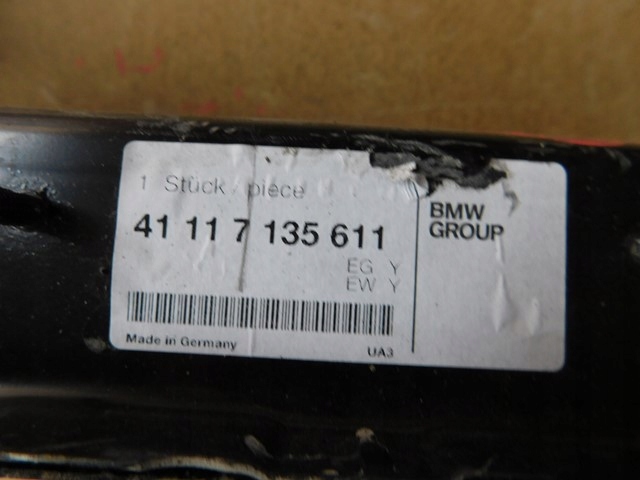 1 Stück / piece
41 11 7 135 611
EG Y
EW Y
Made in Germany
UA3
BMW
GROUP